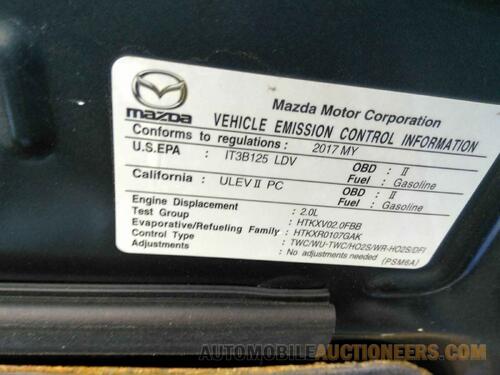 mazda
Mazda Motor Corporation
VEHICLE EMISSION CONTROL INFORMATION
Conforms to regulations : 2017 MY
U.S.EPA : IT3B125 LDV OBD : II
Fuel : Gasoline
California : ULEV II PC OBD : II
Fuel : Gasoline
Engine Displacement : 2.0L
Test Group : HTKXV02.0FBB
Evaporative/Refueling Family : HTKXR0107GAK
Control Type : TWC/WU-TWC/HO2S/WR-HO2S/DFI
Adjustments : No other adjustments needed. (PSM6A)
AUTOMOBILEAUCTIONEERS.COM